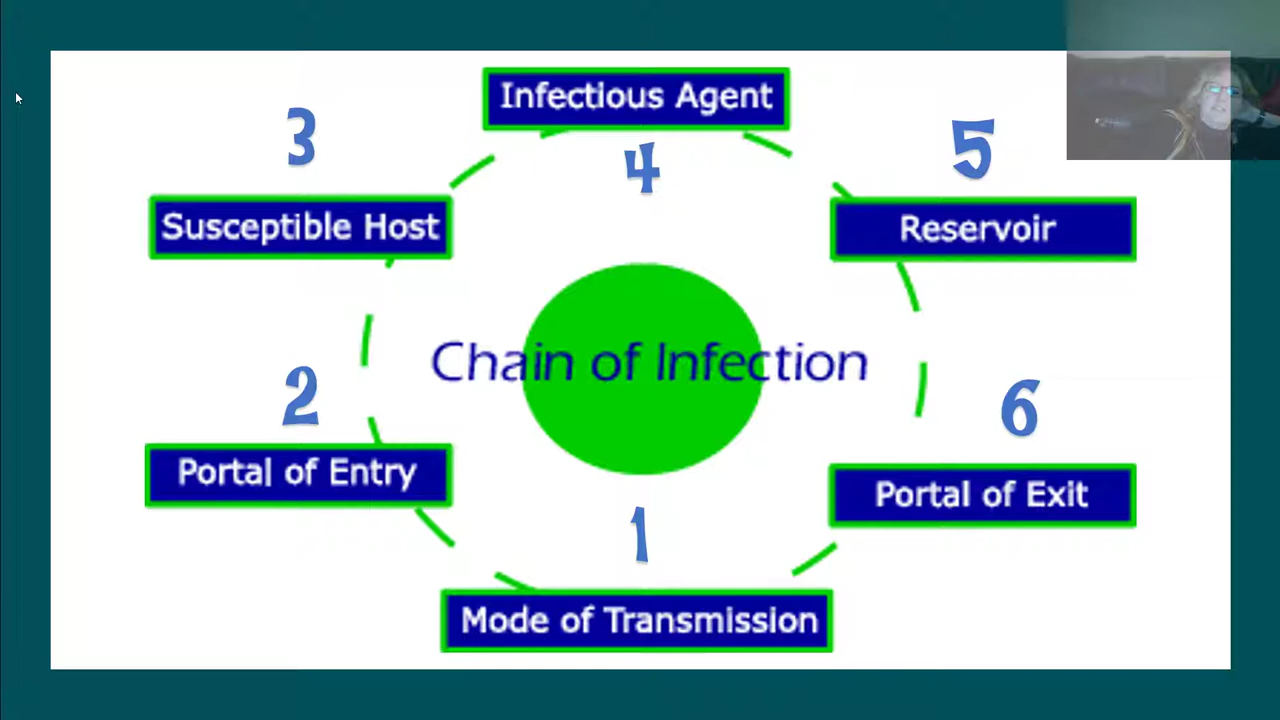 Infectious Agent
3
4
5
Susceptible Host
Reservoir
Chain of Infection
2
6
Portal of Entry
Portal of Exit
1
Mode of Transmission